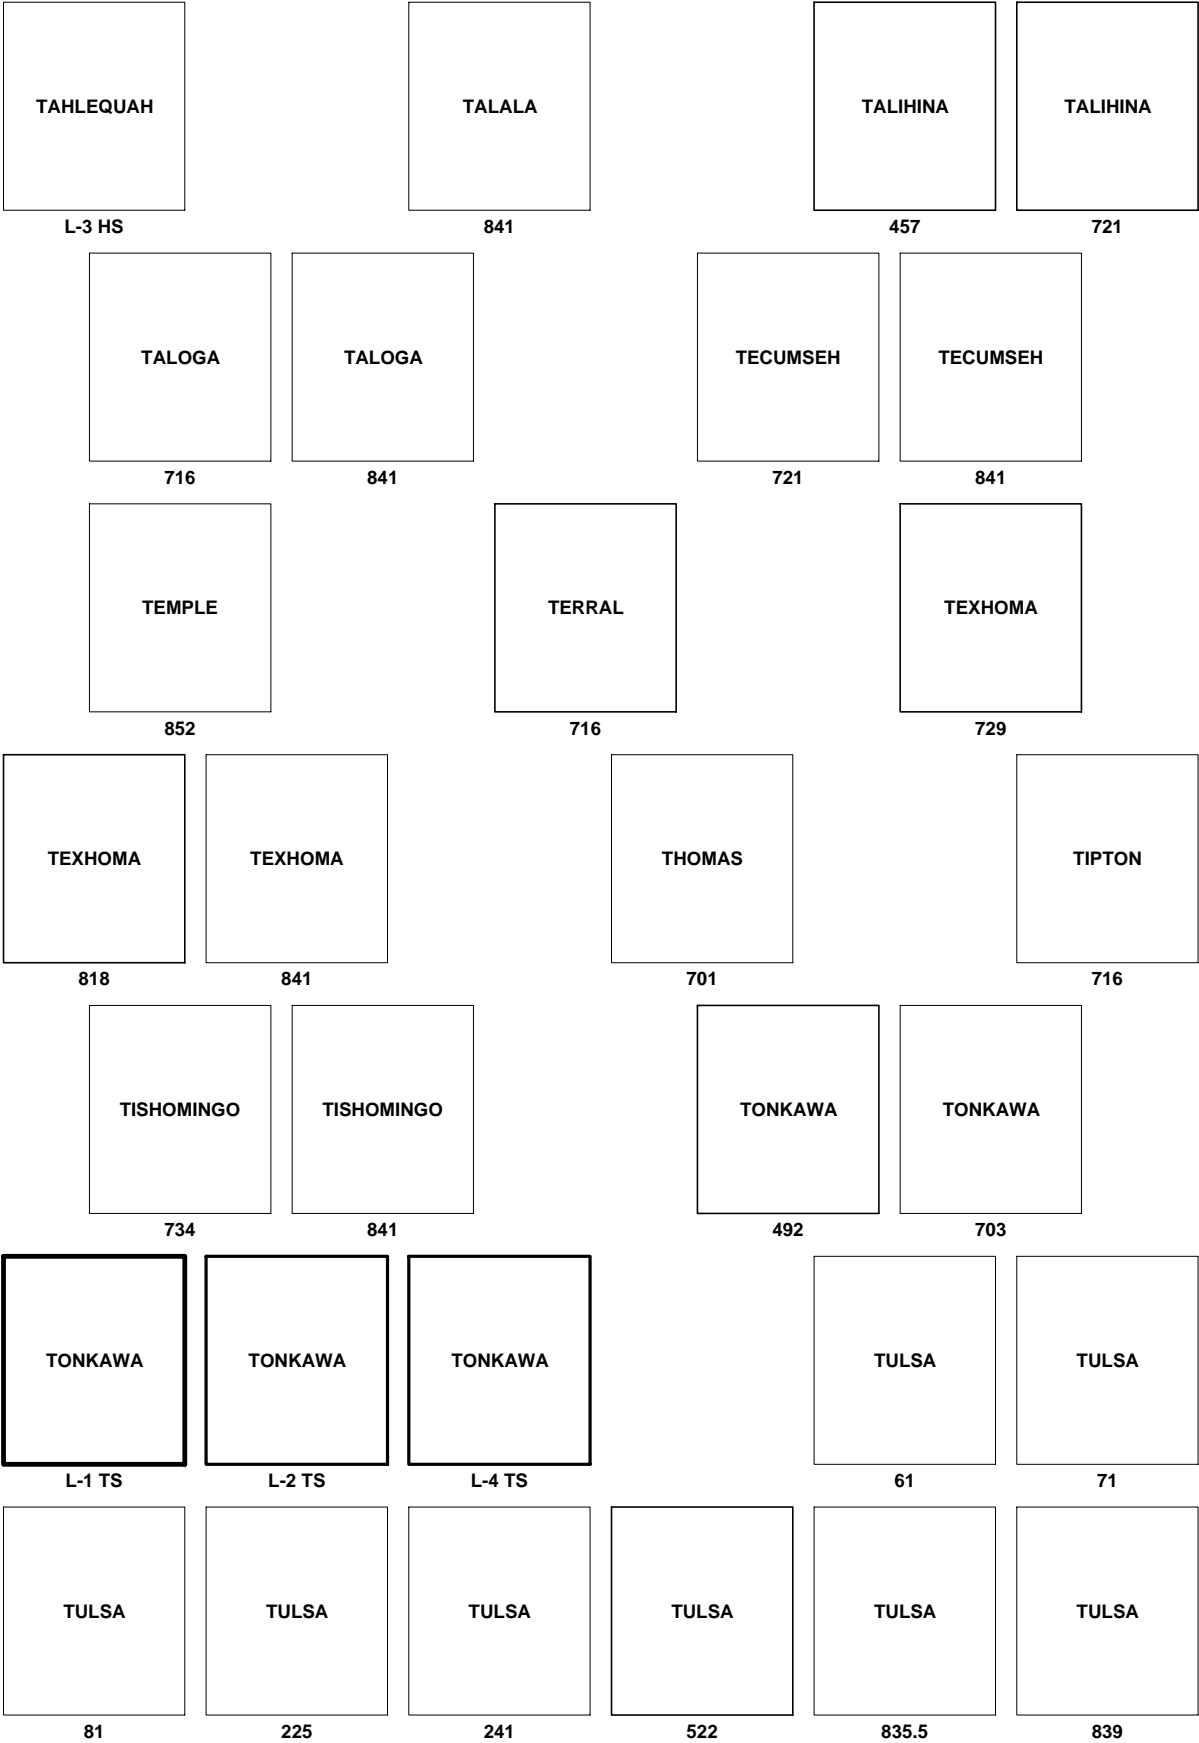 TAHLEQUAH TALALA TALIHINA TALIHINA
L-3 HS 841 457 721
TALOGA TALOGA TECUMSEH TECUMSEH
716 841 721 841
TEMPLE TERRAL TEXHOMA
852 716 729
TEXHOMA TEXHOMA THOMAS TIPTON
818 841 701 716
TISHOMINGO TISHOMINGO TONKAWA TONKAWA
734 841 492 703
TONKAWA TONKAWA TONKAWA TULSA TULSA
L-1 TS L-2 TS L-4 TS 61 71
TULSA TULSA TULSA TULSA TULSA TULSA
81 225 241 522 835.5 839